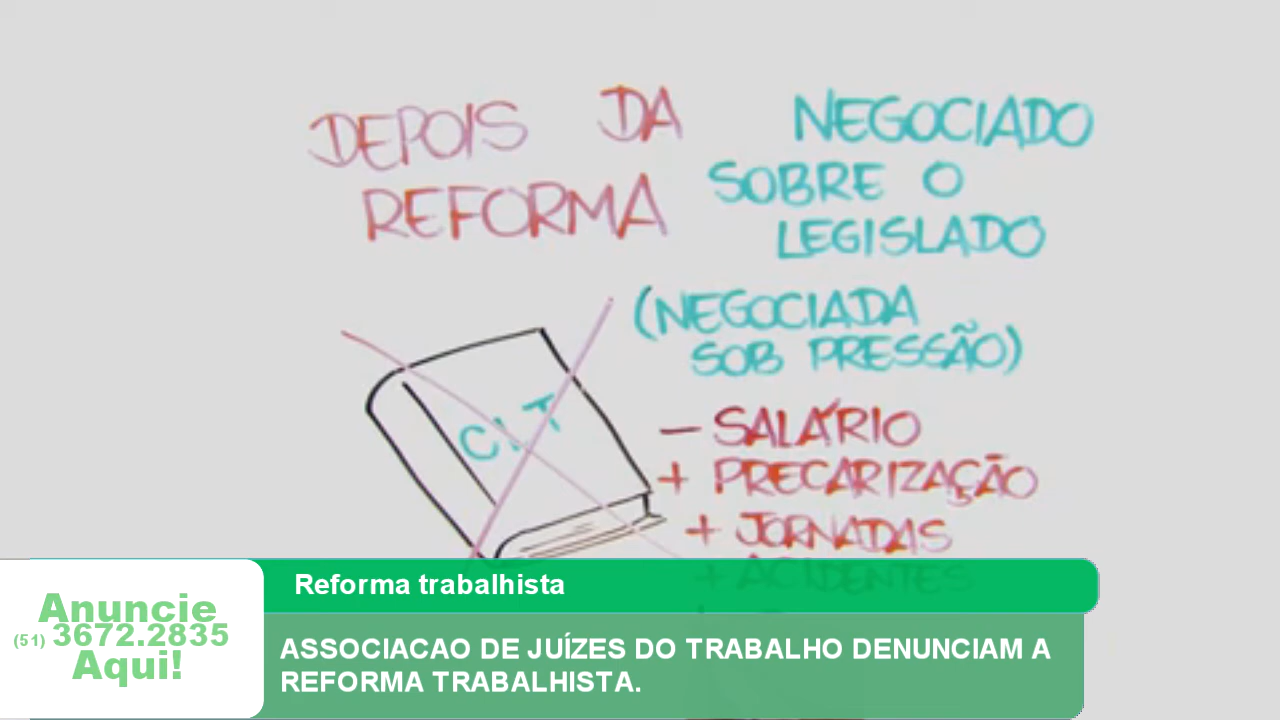 DEPOIS DA
REFORMA
NEGOCIADO
SOBRE O
LEGISLADO
(NEGOCIADA
SOB PRESSÃO)
CLT
- SALÁRIO
+ PRECARIZAÇÃO
+ JORNADAS
+ ACIDENTES
Reforma trabalhista
ASSOCIACAO DE JUÍZES DO TRABALHO DENUNCIAM A
REFORMA TRABALHISTA.
Anuncie
(51) 3672.2835
Aqui!